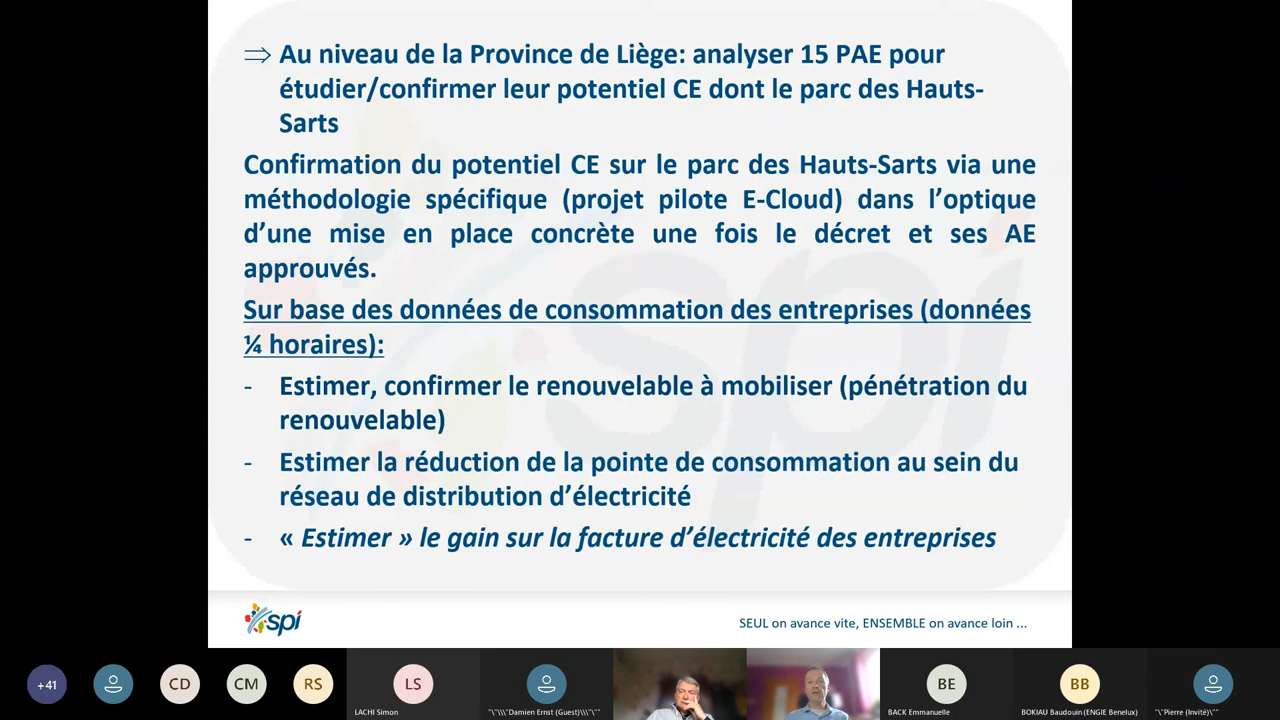 ⇒ Au niveau de la Province de Liège: analyser 15 PAE pour
étudier/confirmer leur potentiel CE dont le parc des Hauts-
Sarts
Confirmation du potentiel CE sur le parc des Hauts-Sarts via une
méthodologie spécifique (projet pilote E-Cloud) dans l’optique
d’une mise en place concrète une fois le décret et ses AE
approuvés.
Sur base des données de consommation des entreprises (données
¼ horaires):
- Estimer, confirmer le renouvelable à mobiliser (pénétration du
renouvelable)
- Estimer la réduction de la pointe de consommation au sein du
réseau de distribution d’électricité
- « Estimer » le gain sur la facture d’électricité des entreprises
spi
SEUL on avance vite, ENSEMBLE on avance loin ...
+41
CD
CM
RS
LS
BE
BB
LACHI Simon
"\"\\\"Damien Ernst (Guest)\\\"\""
BACK Emmanuelle
BOKIAU Baudouin (ENGIE Benelux)
"\"Pierre (Invité)\""